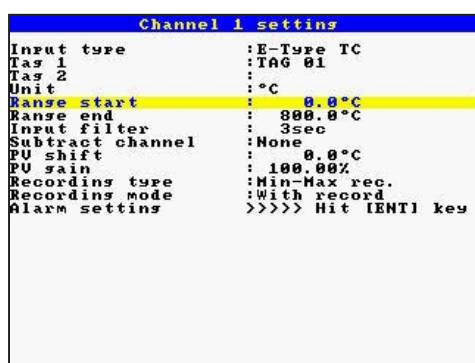 Channel 1 setting
Input type :E-Type TC
Tag 1 :TAG 01
Tag 2 :
Unit :°C
Range start : 0.0°C
Range end : 800.0°C
Input filter : 3sec
Subtract channel :None
PV shift : 0.0°C
PV gain : 100.00%
Recording type :Min-Max rec.
Recording mode :With record
Alarm setting >>>>> Hit [ENT] key